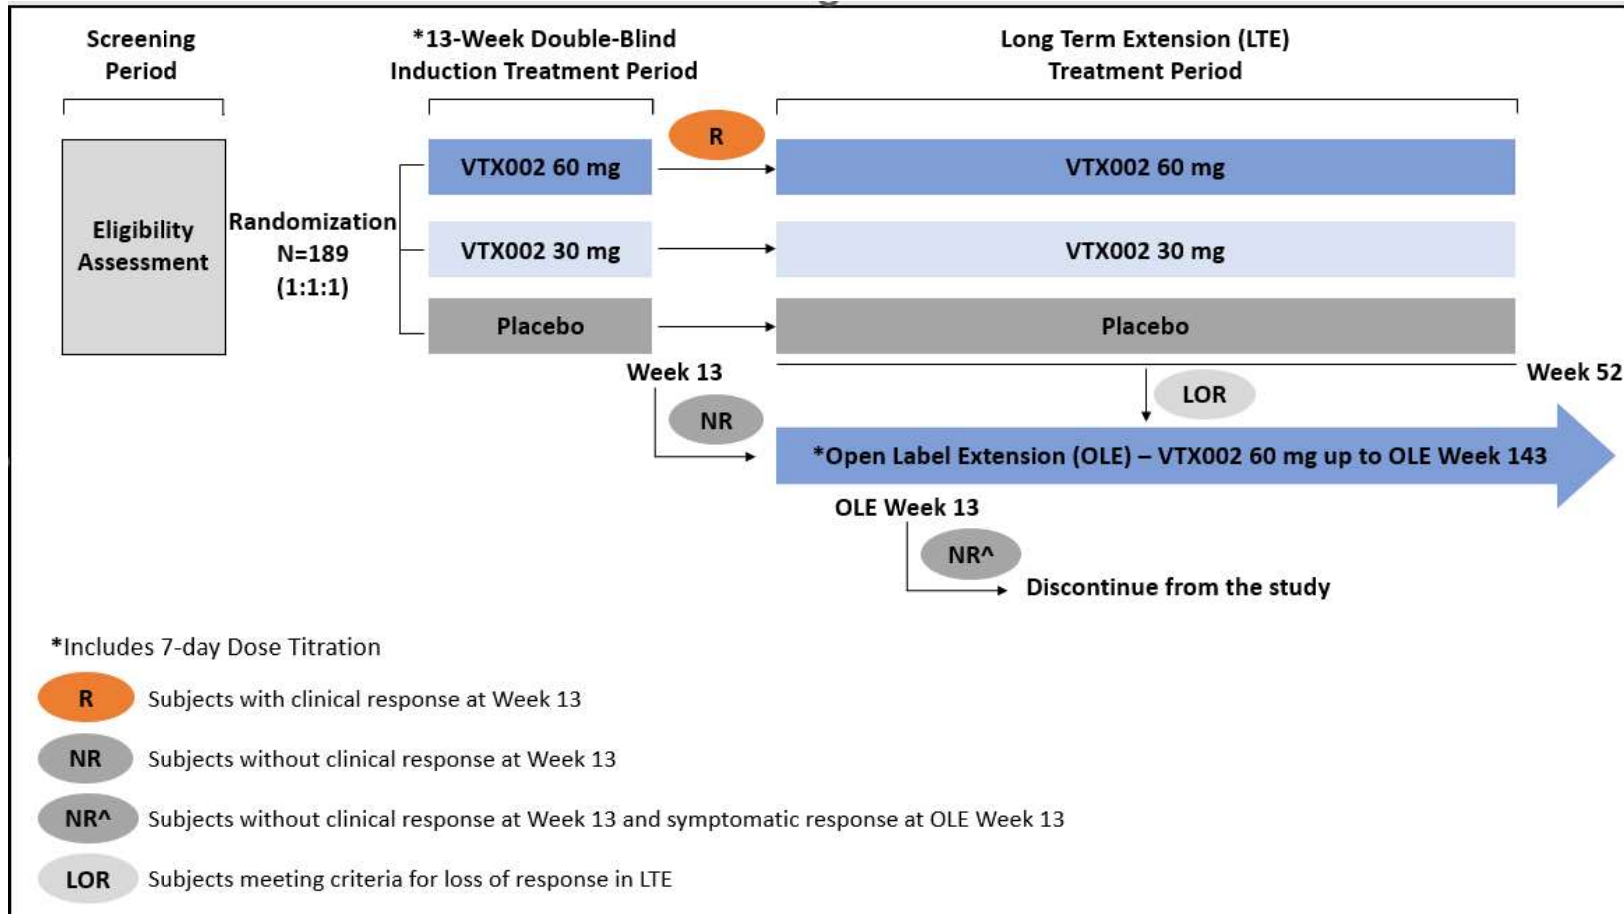 Screening
Period
*13-Week Double-Blind
Induction Treatment Period
Long Term Extension (LTE)
Treatment Period
R
VTX002 60 mg
VTX002 60 mg
Eligibility
Assessment
Randomization
N=189
(1:1:1)
VTX002 30 mg
VTX002 30 mg
Placebo
Placebo
Week 13
Week 52
LOR
NR
*Open Label Extension (OLE) – VTX002 60 mg up to OLE Week 143
OLE Week 13
NR^
Discontinue from the study
*Includes 7-day Dose Titration
R Subjects with clinical response at Week 13
NR Subjects without clinical response at Week 13
NR^ Subjects without clinical response at Week 13 and symptomatic response at OLE Week 13
LOR Subjects meeting criteria for loss of response in LTE